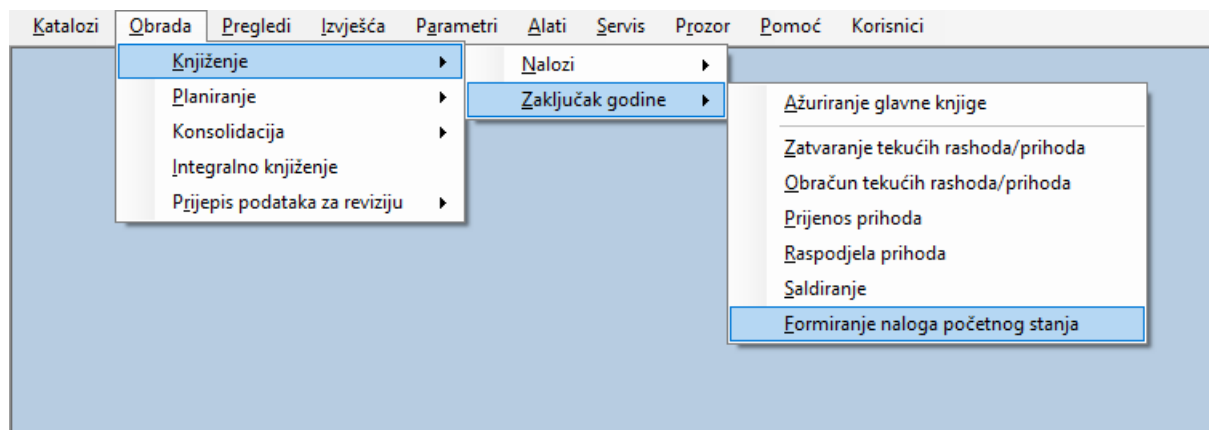 Katalozi Obrada Pregledi Izvješća Parametri Alati Servis Prozor Pomoć Korisnici
Knjiženje
Planiranje
Konsolidacija
Integralno knjiženje
Prijepis podataka za reviziju
Nalozi
Zaključak godine
Ažuriranje glavne knjige
Zatvaranje tekućih rashoda/prihoda
Obračun tekućih rashoda/prihoda
Prijenos prihoda
Raspodjela prihoda
Saldiranje
Formiranje naloga početnog stanja